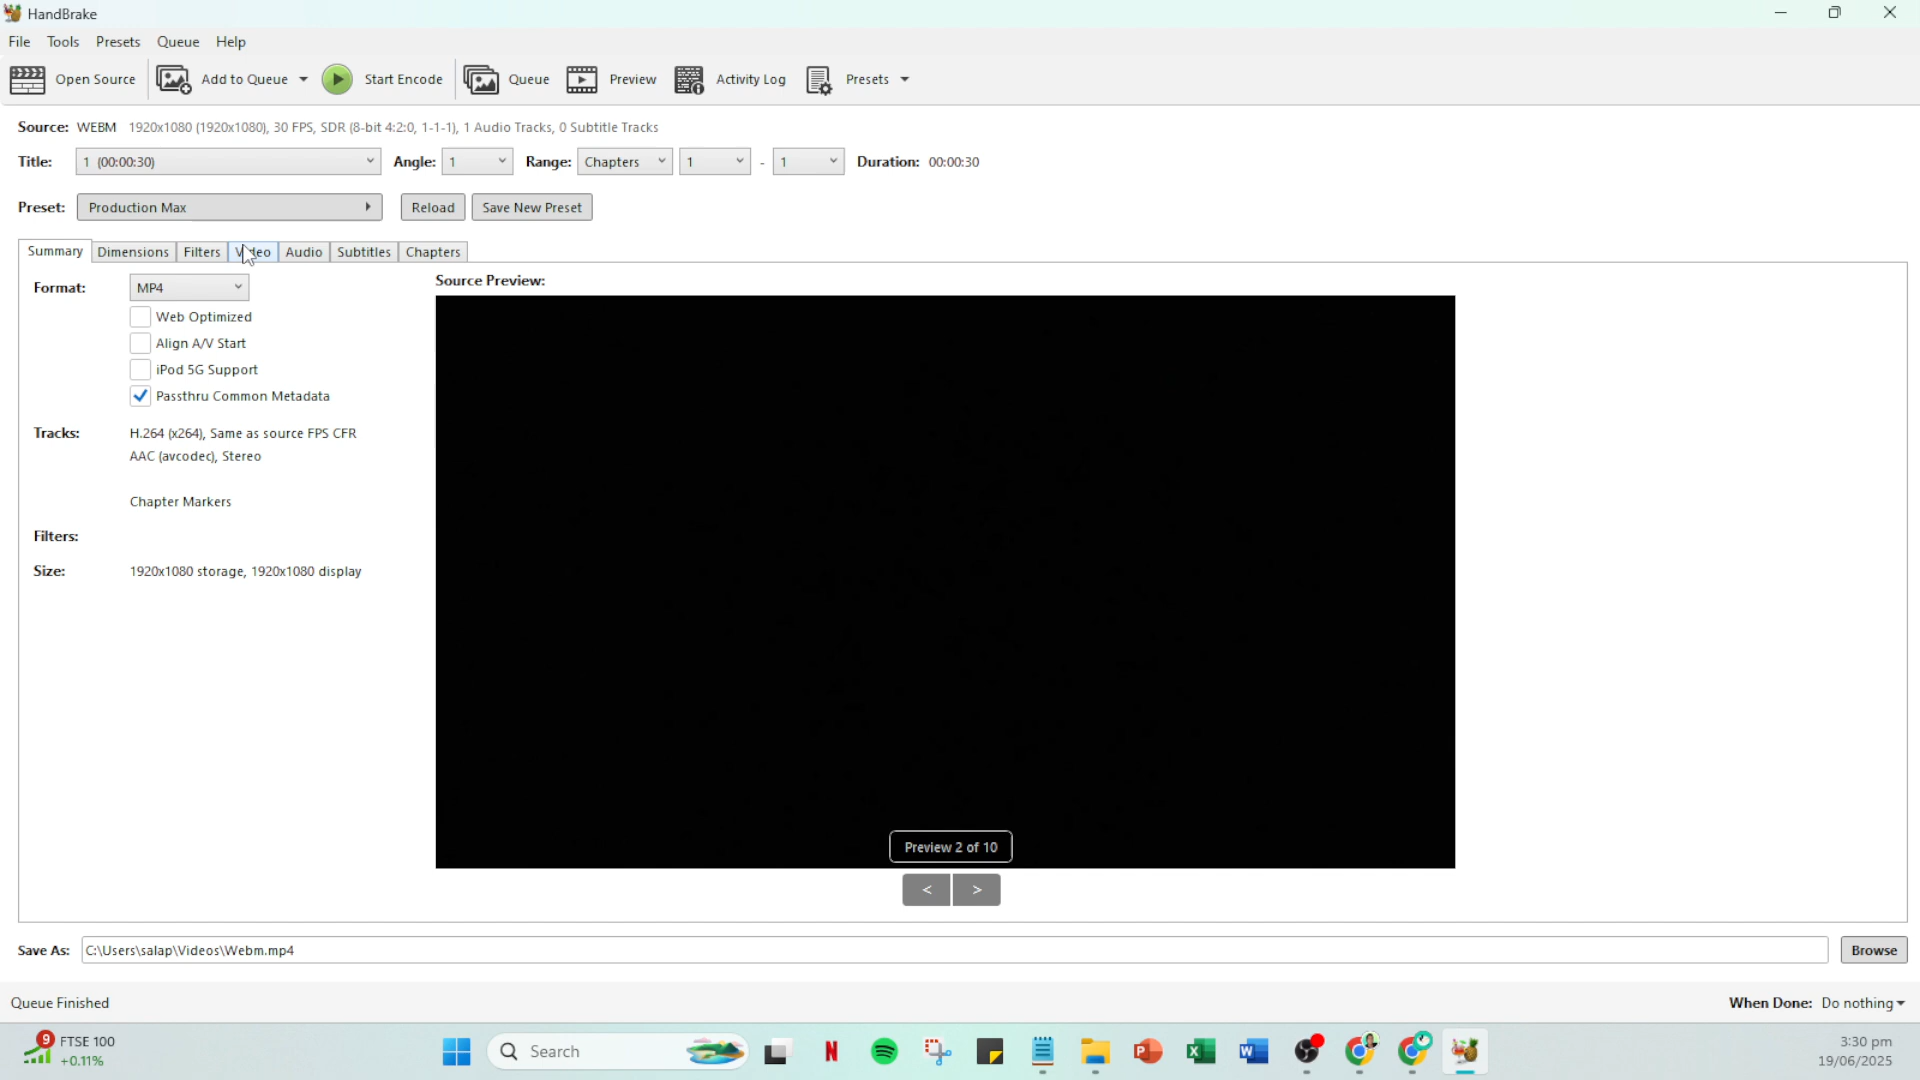 HandBrake
File Tools Presets Queue Help
Open Source Add to Queue Start Encode Queue Preview Activity Log Presets
Source: WEBM 1920x1080 (1920x1080), 30 FPS, SDR (8-bit 4:2:0, 1-1-1), 1 Audio Tracks, 0 Subtitle Tracks
Title: 1 (00:00:30) Angle: 1 Range: Chapters 1 - 1 Duration: 00:00:30
Preset: Production Max Reload Save New Preset
Summary Dimensions Filters Video Audio Subtitles Chapters
Format: MP4 Source Preview:
Web Optimized
Align A/V Start
iPod 5G Support
Passthru Common Metadata
Tracks: H.264 (x264), Same as source FPS CFR
AAC (avcodec), Stereo
Chapter Markers
Filters:
Size: 1920x1080 storage, 1920x1080 display
Preview 2 of 10
< >
Save As: C:\Users\salap\Videos\Webm.mp4 Browse
Queue Finished When Done: Do nothing
9 FTSE 100 Search N P X W 3:30 pm
+0.11% 19/06/2025